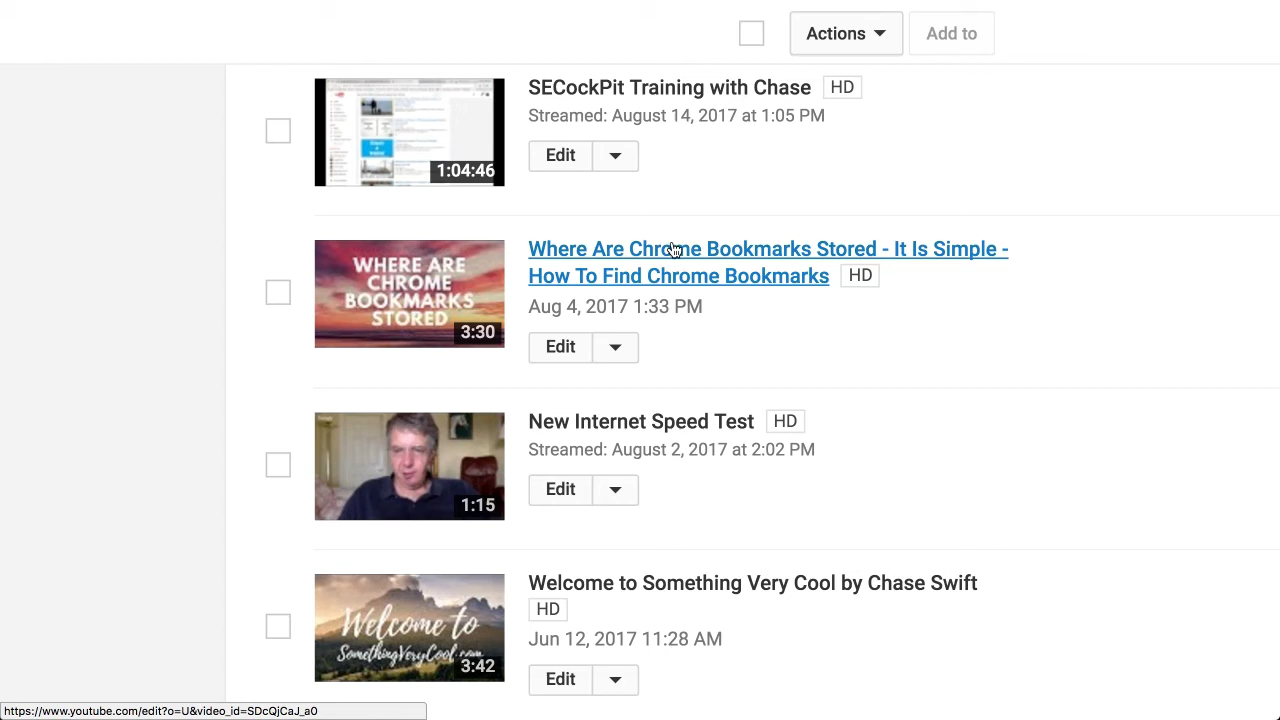 Actions
Add to
SECockPit Training with Chase HD
Streamed: August 14, 2017 at 1:05 PM
Edit
1:04:46
Where Are Chrome Bookmarks Stored - It Is Simple -
How To Find Chrome Bookmarks HD
Aug 4, 2017 1:33 PM
Edit
WHERE ARE
CHROME
BOOKMARKS
STORED
3:30
New Internet Speed Test HD
Streamed: August 2, 2017 at 2:02 PM
Edit
1:15
Welcome to Something Very Cool by Chase Swift
HD
Jun 12, 2017 11:28 AM
Edit
Welcome to
SomethingVeryCool.com
3:42
https://www.youtube.com/edit?o=U&video_id=SDcQjCaJ_a0